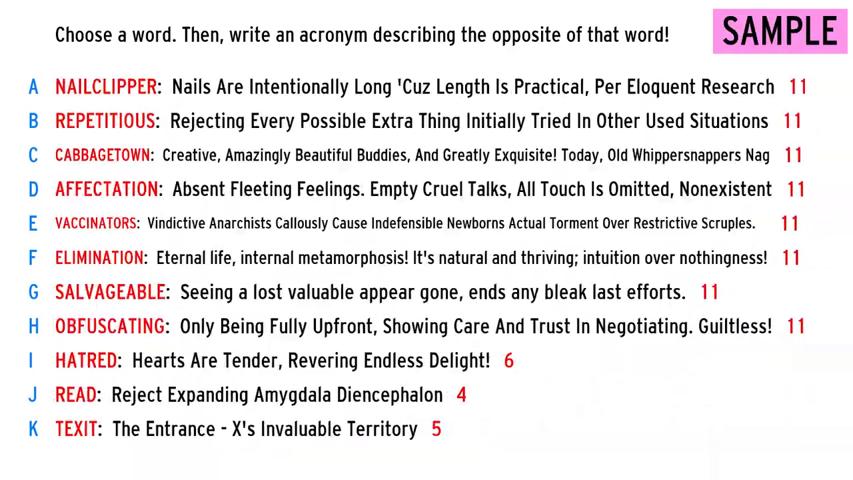 Choose a word. Then, write an acronym describing the opposite of that word! SAMPLE
A NAILCLIPPER: Nails Are Intentionally Long 'Cuz Length Is Practical, Per Eloquent Research 11
B REPETITIOUS: Rejecting Every Possible Extra Thing Initially Tried In Other Used Situations 11
C CABBAGETOWN: Creative, Amazingly Beautiful Buddies, And Greatly Exquisite! Today, Old Whippersnappers Nag 11
D AFFECTATION: Absent Fleeting Feelings. Empty Cruel Talks, All Touch Is Omitted, Nonexistent 11
E VACCINATORS: Vindictive Anarchists Callously Cause Indefensible Newborns Actual Torment Over Restrictive Scruples. 11
F ELIMINATION: Eternal life, internal metamorphosis! It's natural and thriving; intuition over nothingness! 11
G SALVAGEABLE: Seeing a lost valuable appear gone, ends any bleak last efforts. 11
H OBFUSCATING: Only Being Fully Upfront, Showing Care And Trust In Negotiating. Guiltless! 11
I HATRED: Hearts Are Tender, Revering Endless Delight! 6
J READ: Reject Expanding Amygdala Diencephalon 4
K TEXIT: The Entrance - X's Invaluable Territory 5